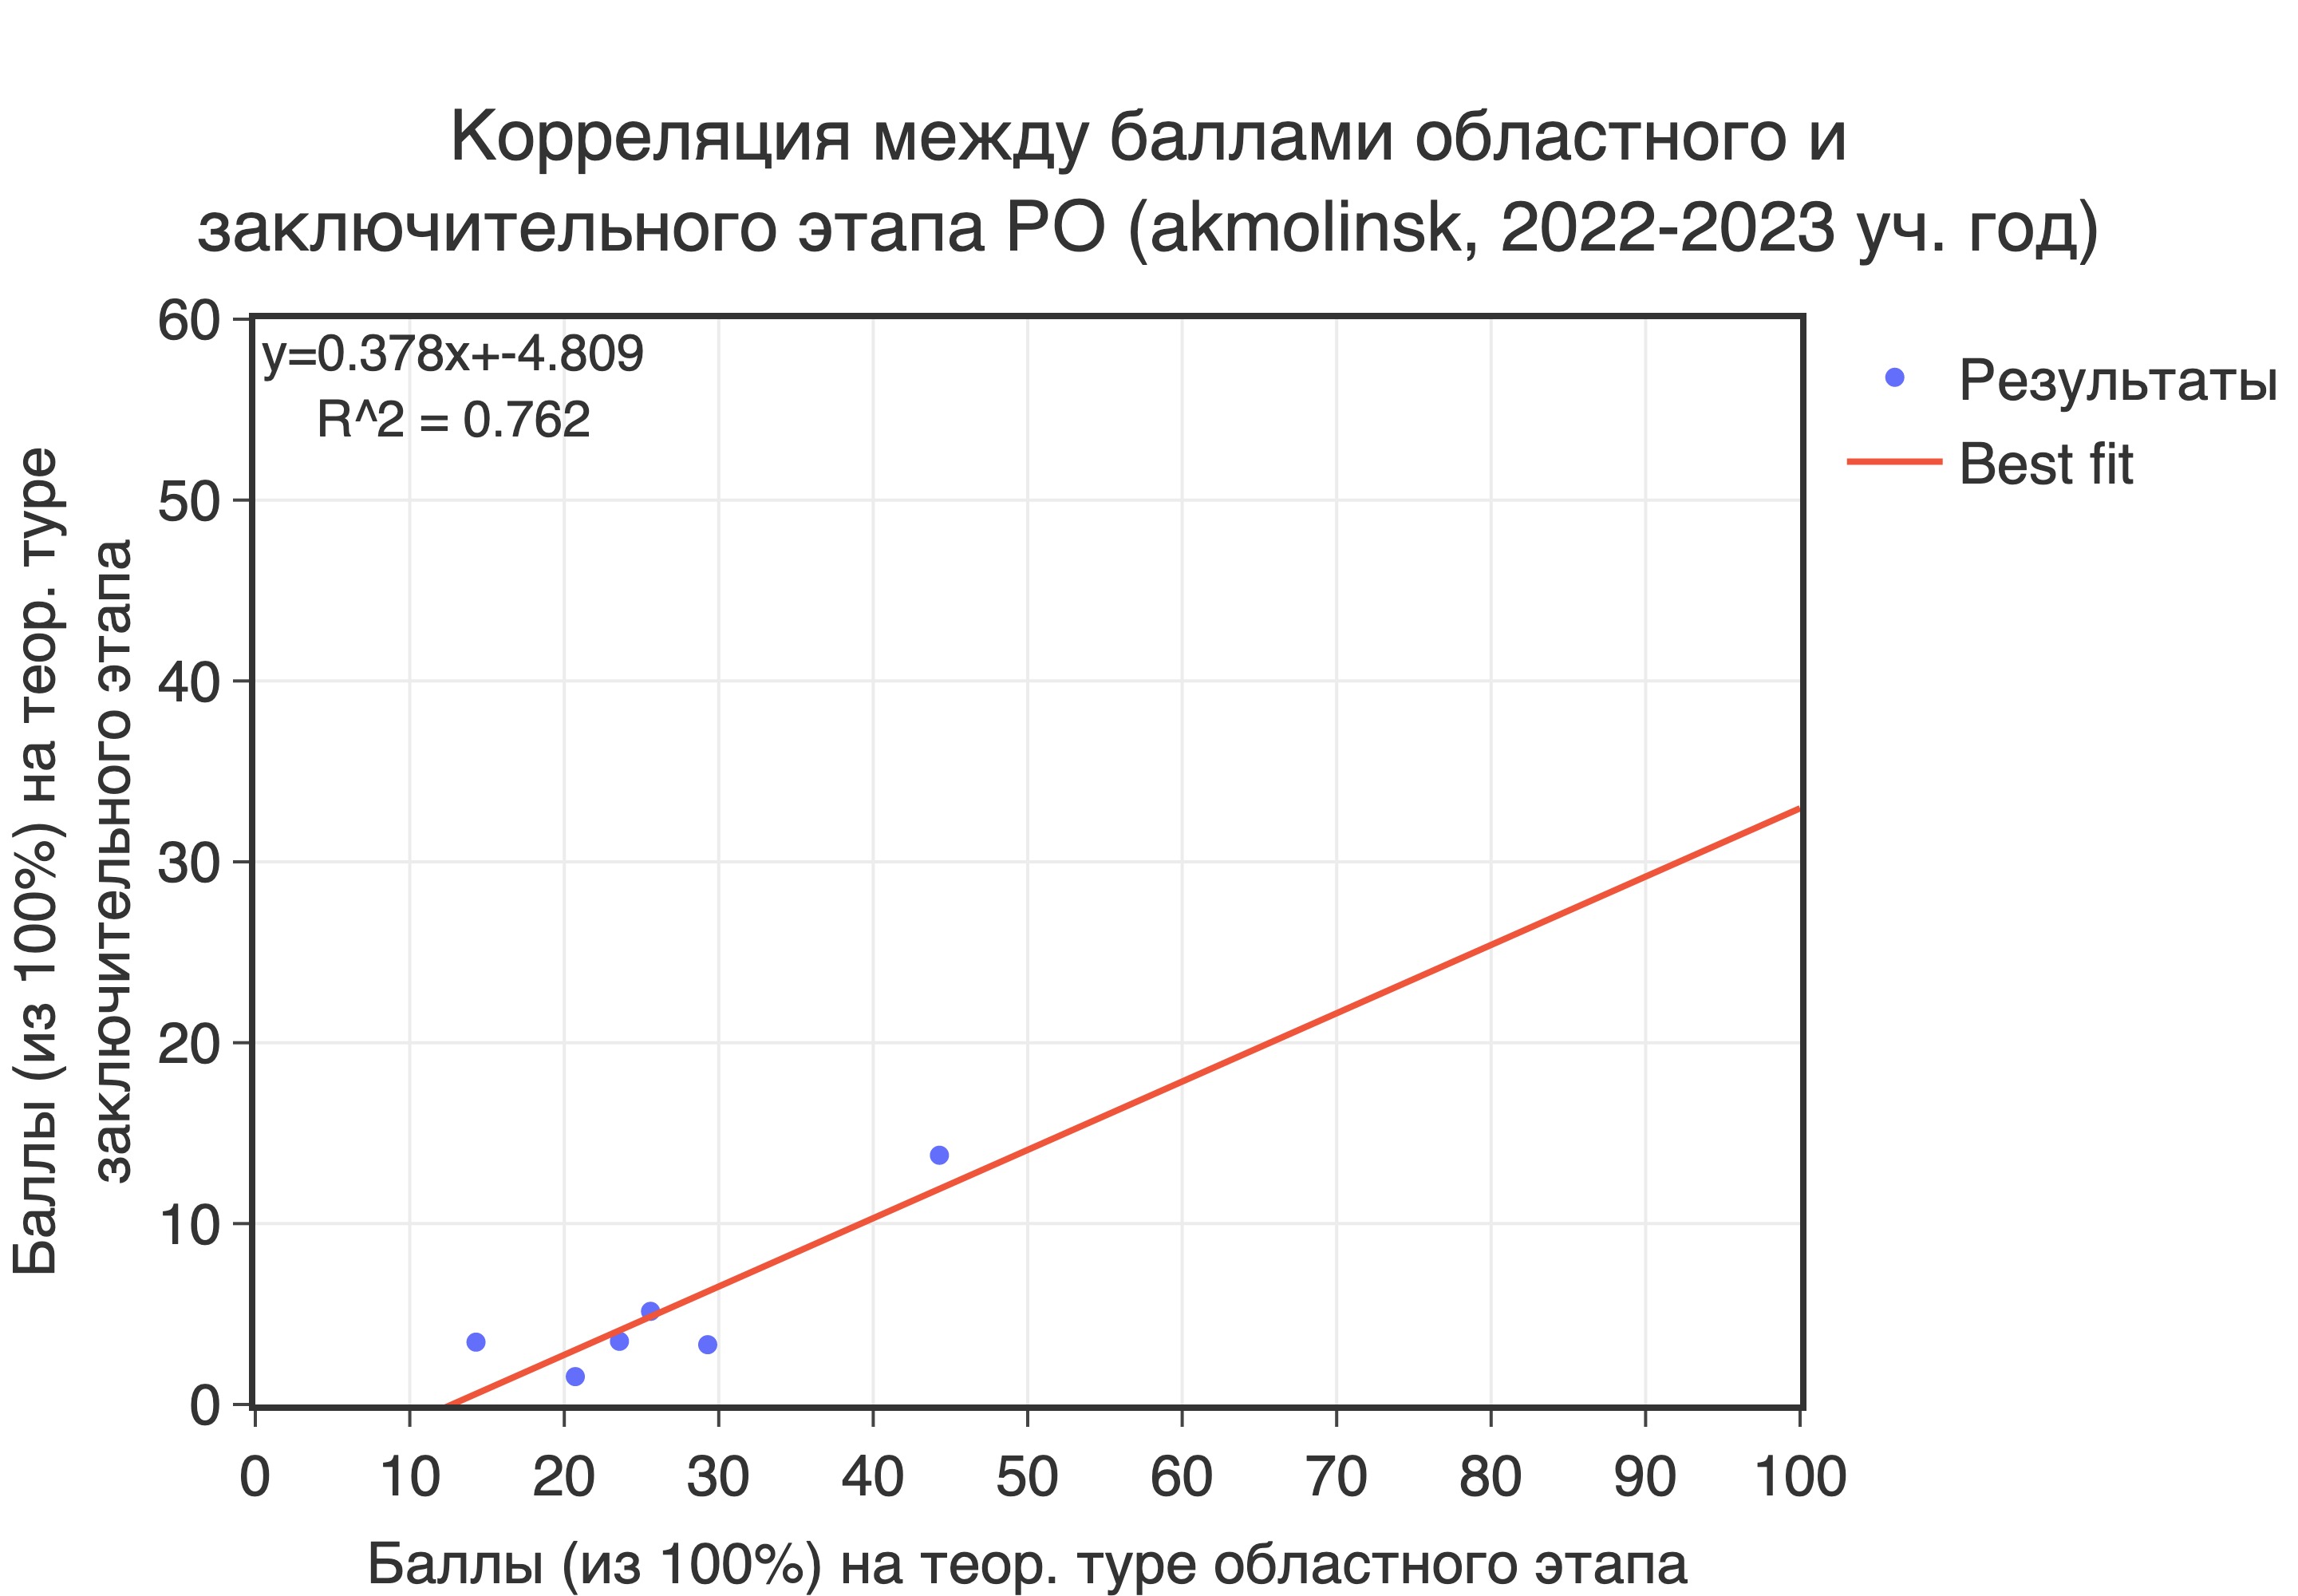 Корреляция между баллами областного и
заключительного этапа РО (akmolinsk, 2022-2023 уч. год)
y=0.378x+-4.809
R^2 = 0.762
Результаты
Best fit
Баллы (из 100%) на теор. туре
заключительного этапа
60
50
40
30
20
10
0
0 10 20 30 40 50 60 70 80 90 100
Баллы (из 100%) на теор. туре областного этапа